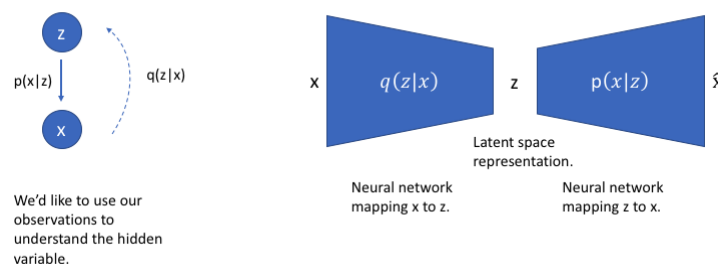 z
p(x|z)
q(z|x)
x
We'd like to use our
observations to
understand the hidden
variable.
x
q(z|x)
z
p(x|z)
x̂
Latent space
representation.
Neural network
mapping x to z.
Neural network
mapping z to x.